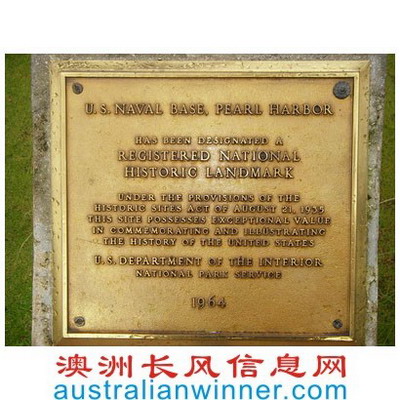 U.S. NAVAL BASE, PEARL HARBOR
HAS BEEN DESIGNATED A
REGISTERED NATIONAL
HISTORIC LANDMARK
UNDER THE PROVISIONS OF THE
HISTORIC SITES ACT OF AUGUST 21, 1935
THIS SITE POSSESSES EXCEPTIONAL VALUE
IN COMMEMORATING AND ILLUSTRATING
THE HISTORY OF THE UNITED STATES
U.S. DEPARTMENT OF THE INTERIOR
NATIONAL PARK SERVICE
1964
澳洲长风信息网
australianwinner.com